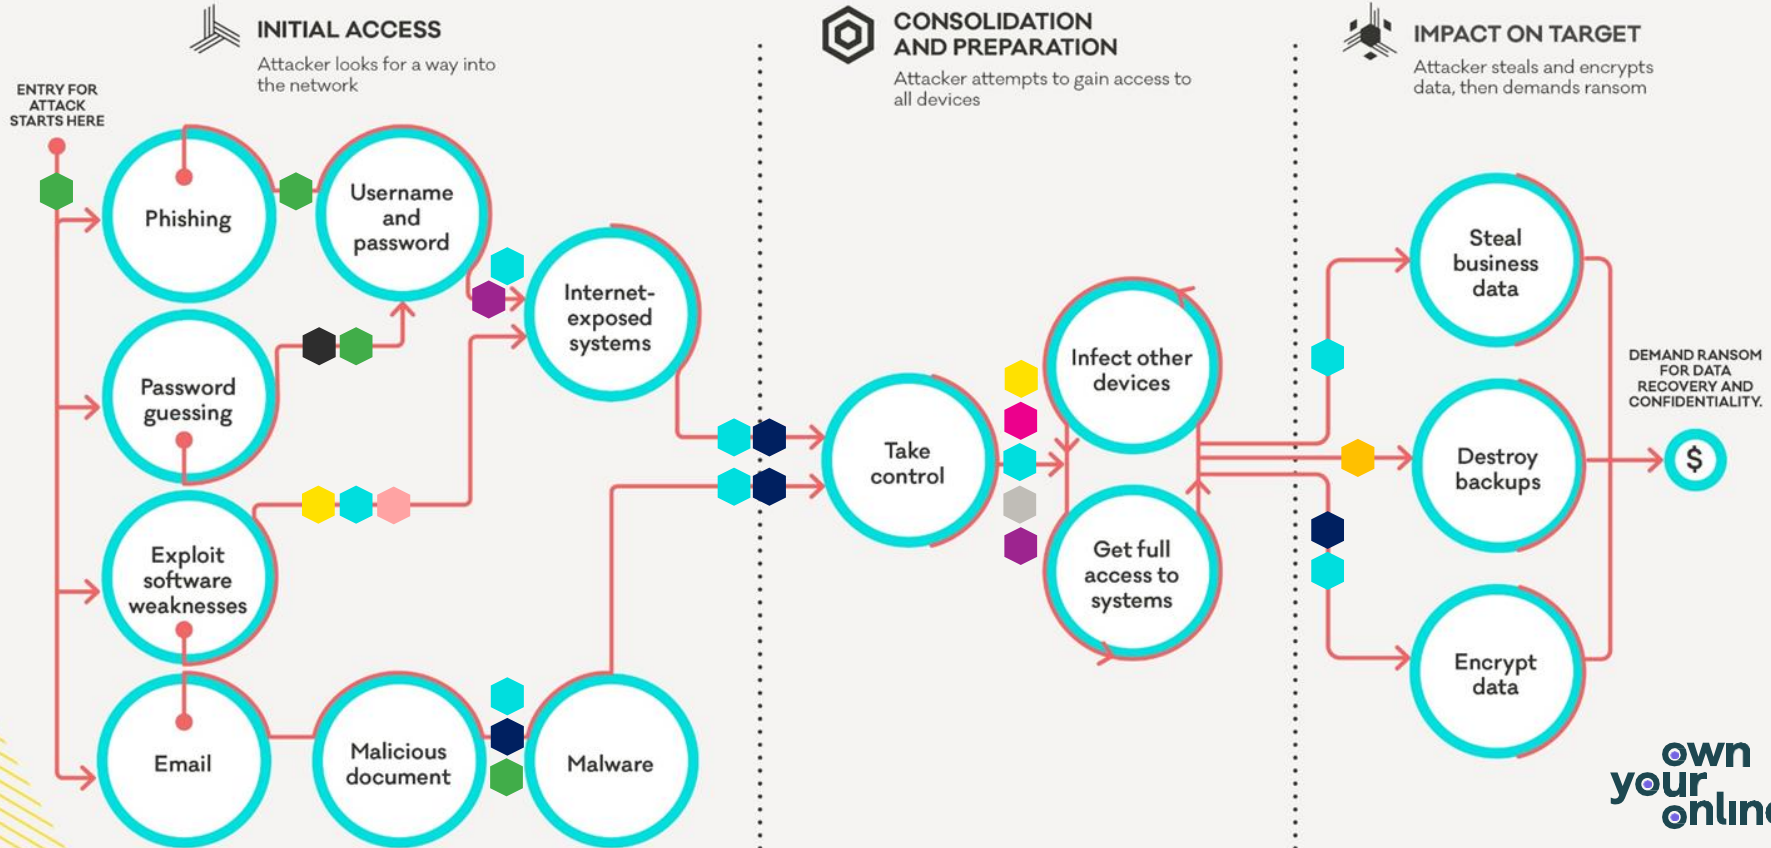 INITIAL ACCESS
Attacker looks for a way into
the network
CONSOLIDATION
AND PREPARATION
Attacker attempts to gain access to
all devices
IMPACT ON TARGET
Attacker steals and encrypts
data, then demands ransom
ENTRY FOR
ATTACK
STARTS HERE
Phishing
Username
and
password
Internet-
exposed
systems
Password
guessing
Exploit
software
weaknesses
Email
Malicious
document
Malware
Take
control
Infect other
devices
Get full
access to
systems
Steal
business
data
Destroy
backups
Encrypt
data
DEMAND RANSOM
FOR DATA
RECOVERY AND
CONFIDENTIALITY.
$
own
your
online